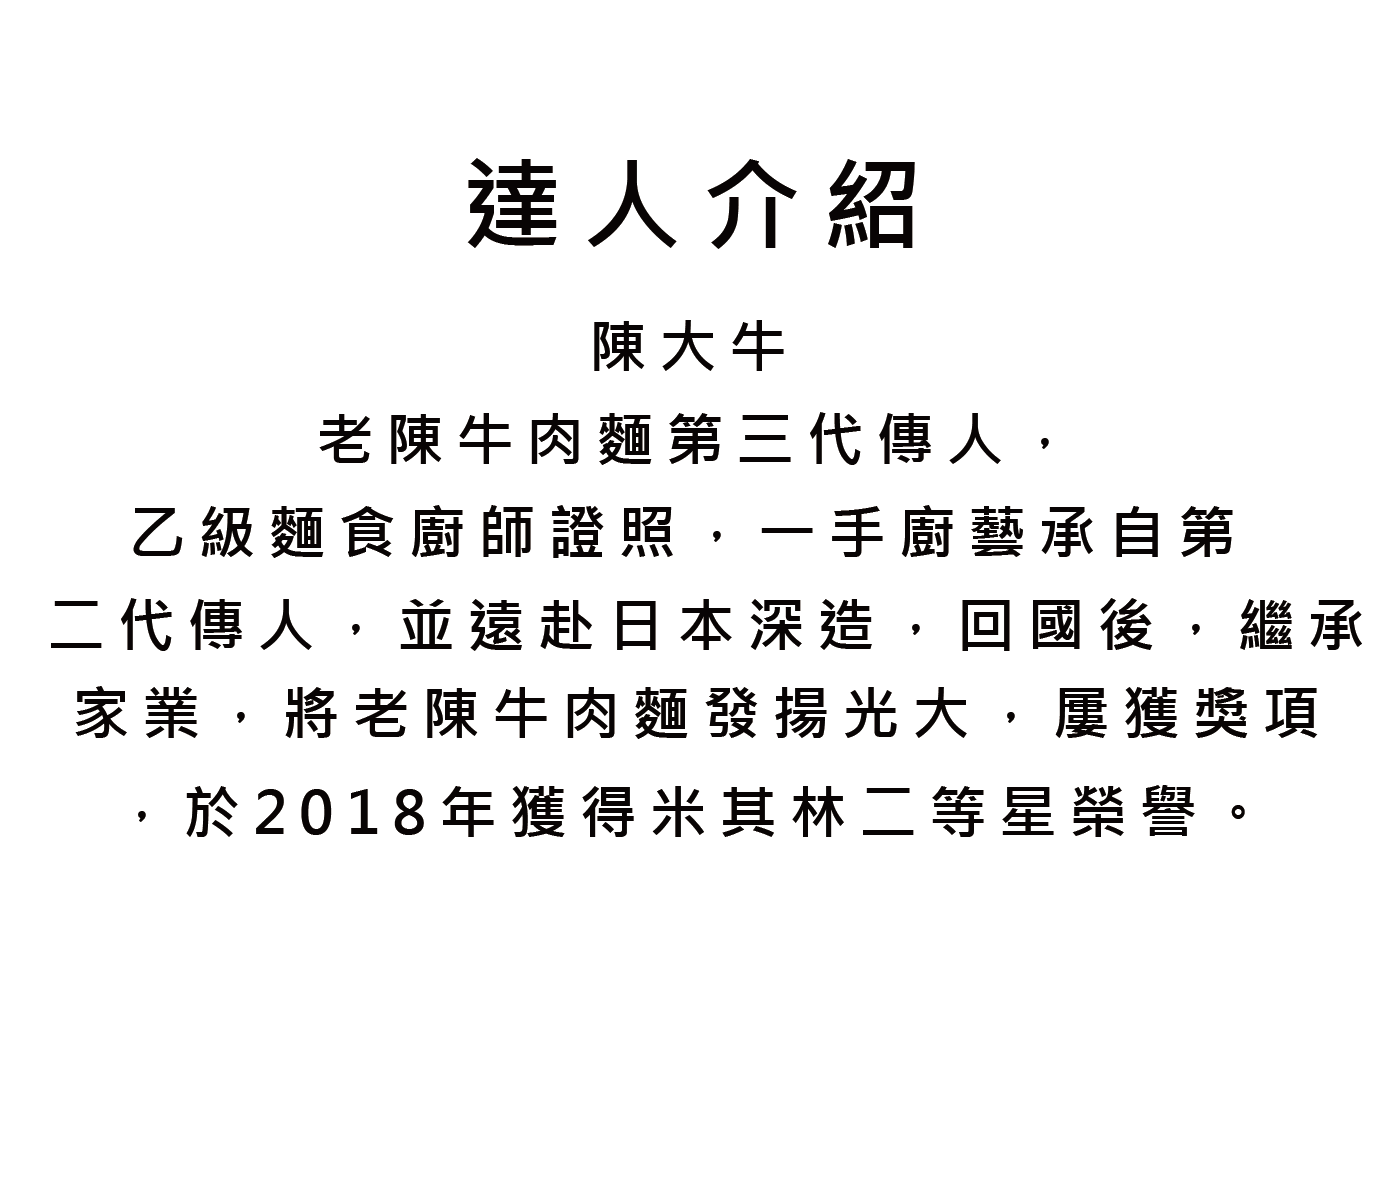 達人介紹
陳大牛
老陳牛肉麵第三代傳人，
乙級麵食廚師證照，一手廚藝承自第
二代傳人，並遠赴日本深造，回國後，繼承
家業，將老陳牛肉麵發揚光大，屢獲獎項
，於2018年獲得米其林二等星榮譽。